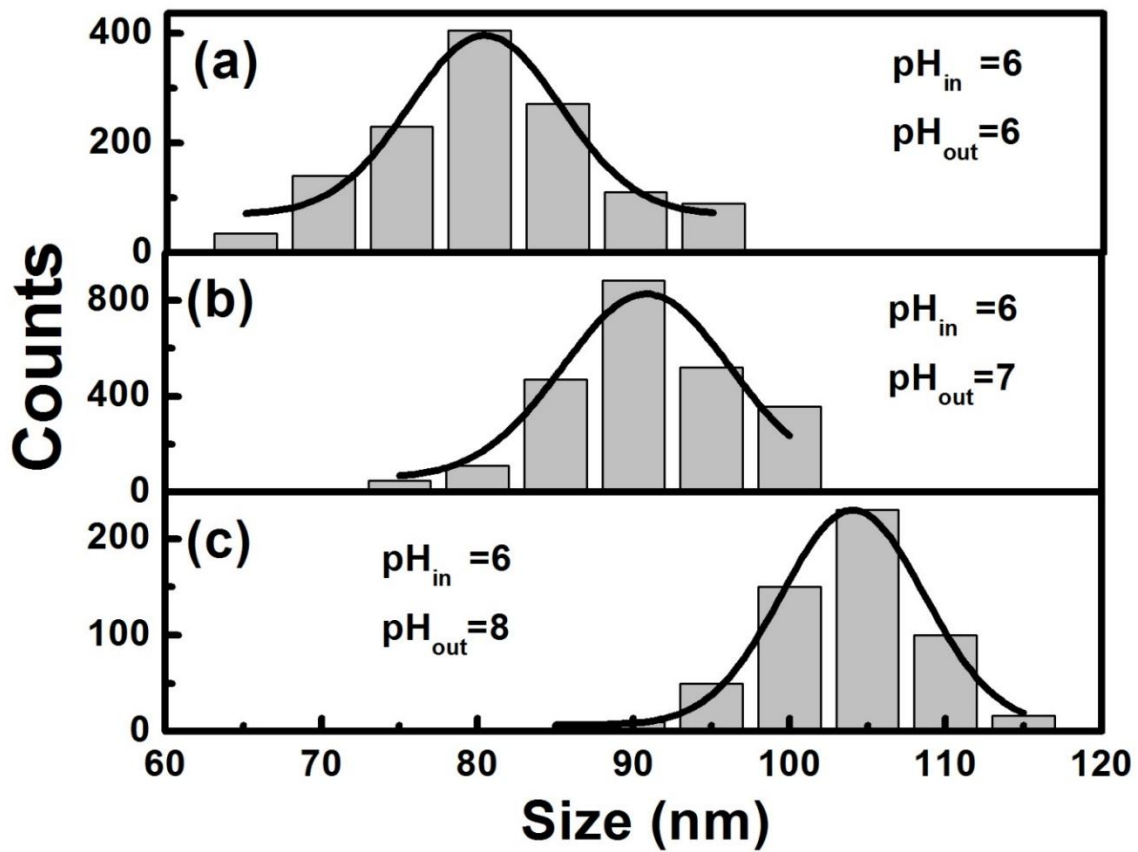 Counts
400
200
0
(a)
pH_in =6
pH_out=6
800
400
0
(b)
pH_in =6
pH_out=7
200
100
0
(c)
pH_in =6
pH_out=8
60 70 80 90 100 110 120
Size (nm)